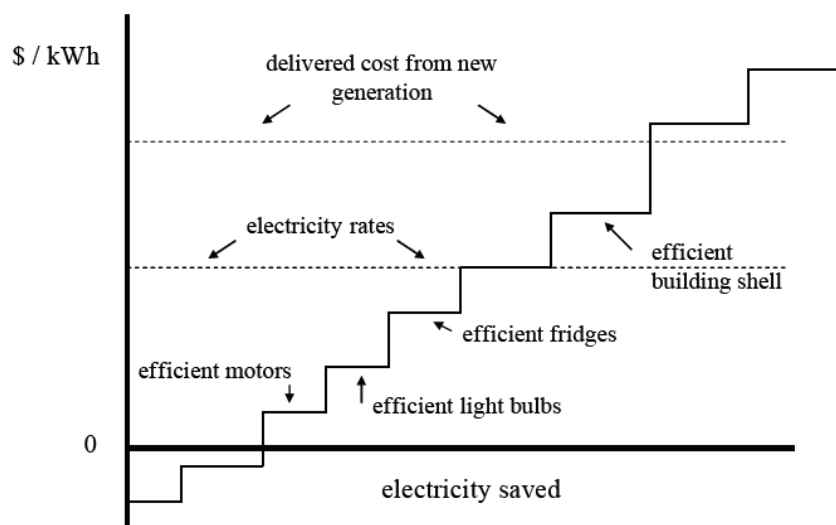 $ / kWh
delivered cost from new
generation
electricity rates
efficient
building shell
efficient fridges
efficient motors
efficient light bulbs
0
electricity saved